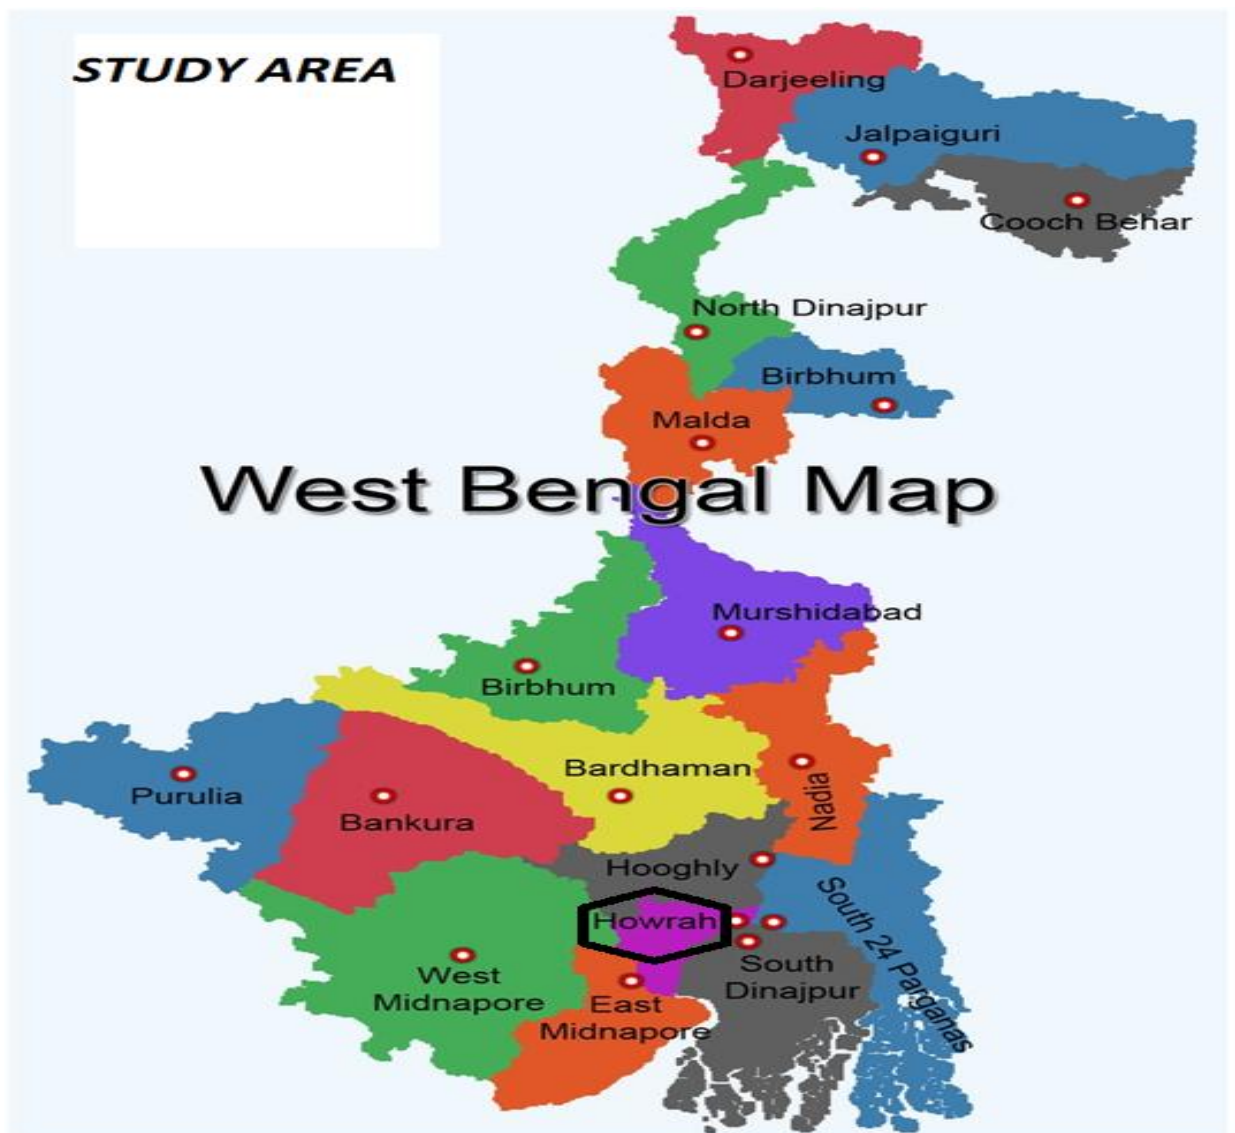 STUDY AREA
Darjeeling
Jalpaiguri
Cooch Behar
North Dinajpur
Birbhum
Malda
West Bengal Map
Murshidabad
Birbhum
Bardhaman
Nadia
Purulia
Bankura
Hooghly
South 24 Parganas
Howrah
South
Dinajpur
West
Midnapore
East
Midnapore